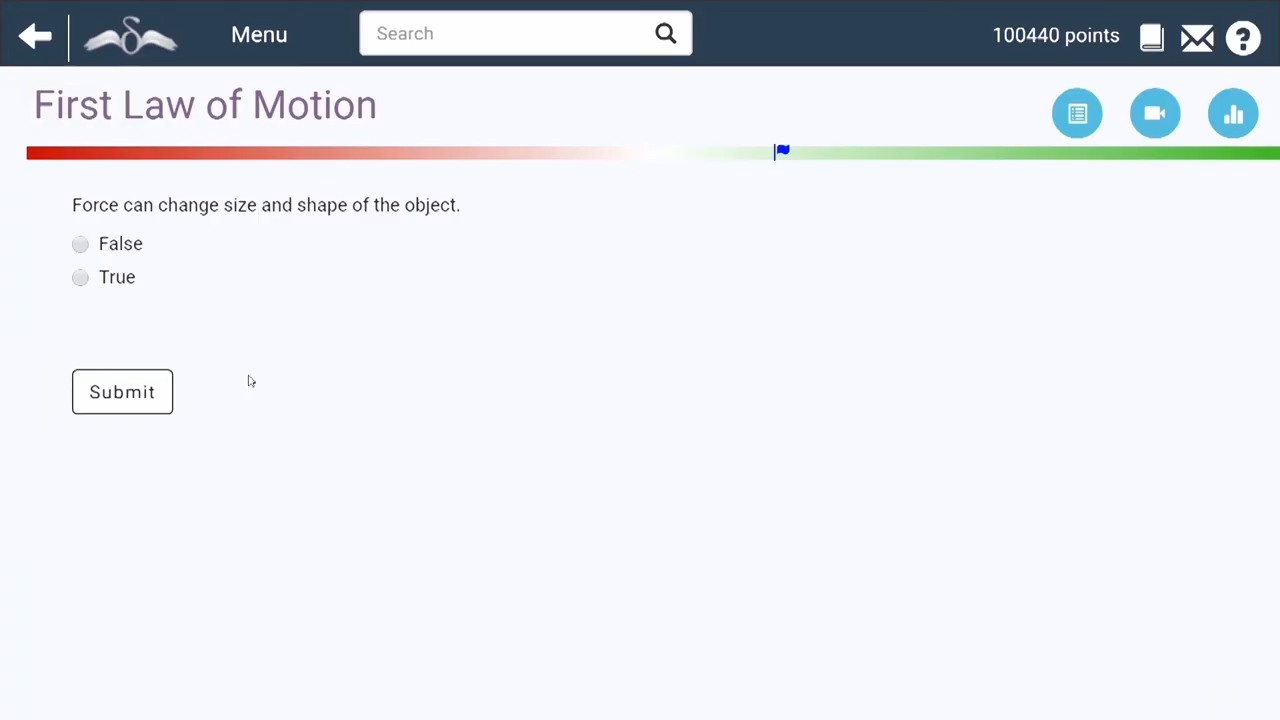 Menu
Search
100440 points
?
First Law of Motion
Force can change size and shape of the object.
False
True
Submit